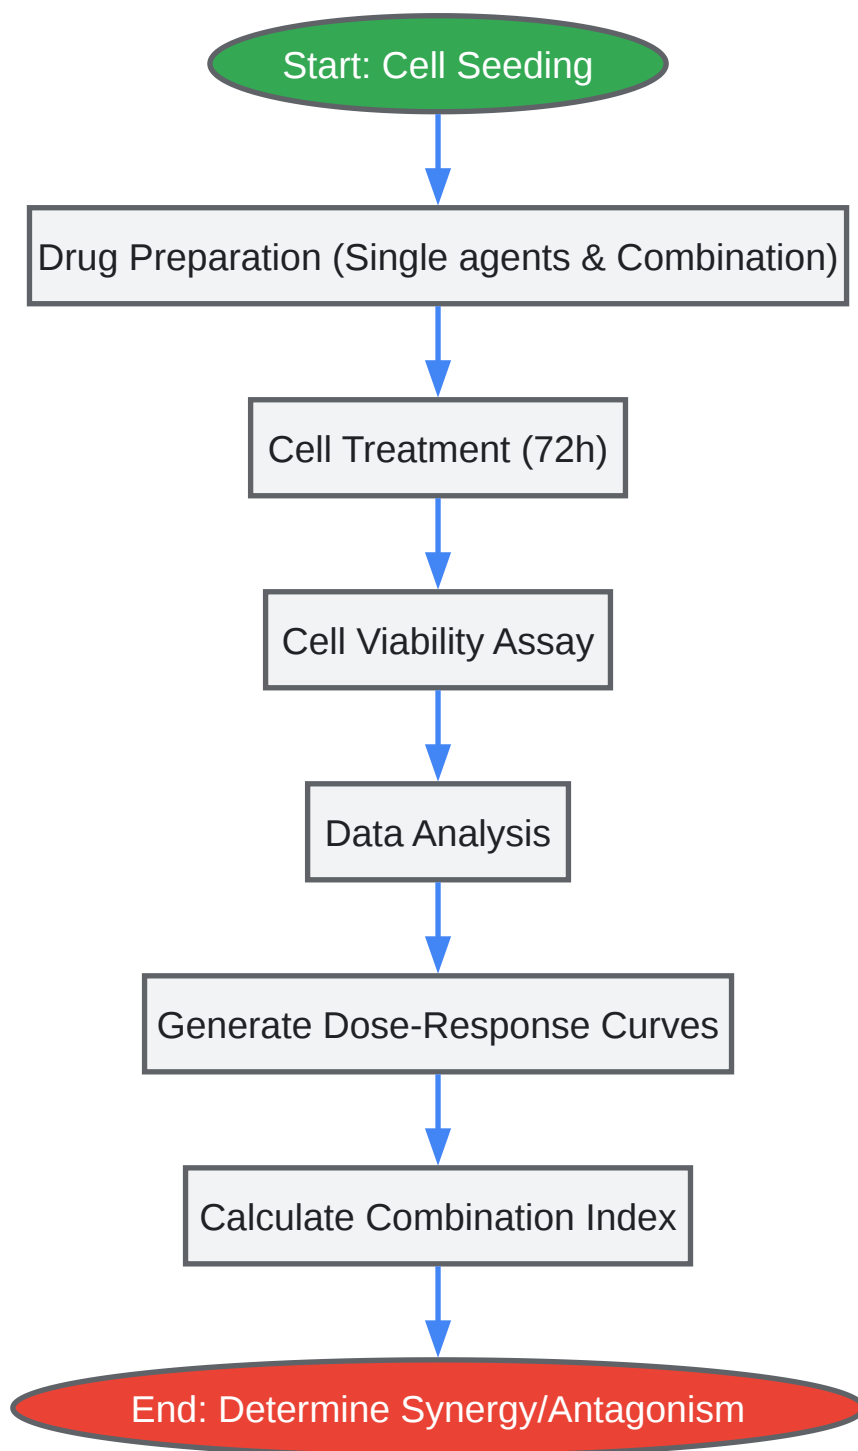 Start: Cell Seeding
Drug Preparation (Single agents & Combination)
Cell Treatment (72h)
Cell Viability Assay
Data Analysis
Generate Dose-Response Curves
Calculate Combination Index
End: Determine Synergy/Antagonism